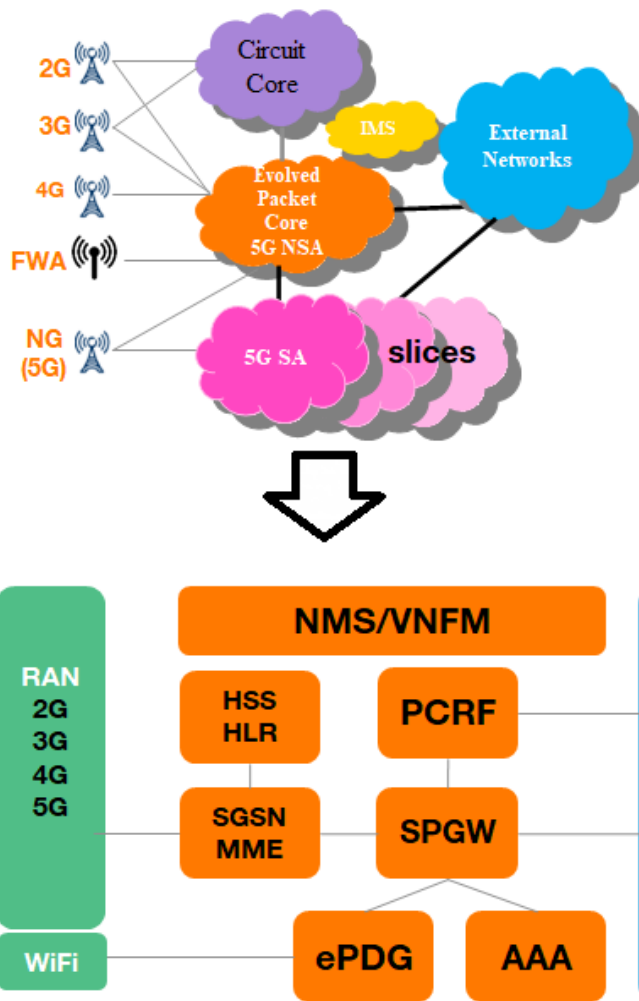 2G
3G
4G
FWA
NG
(5G)
Circuit
Core
IMS
External
Networks
Evolved
Packet
Core
5G NSA
5G SA
slices
NMS/VNFM
RAN
2G
3G
4G
5G
WiFi
HSS
HLR
PCRF
SGSN
MME
SPGW
ePDG
AAA